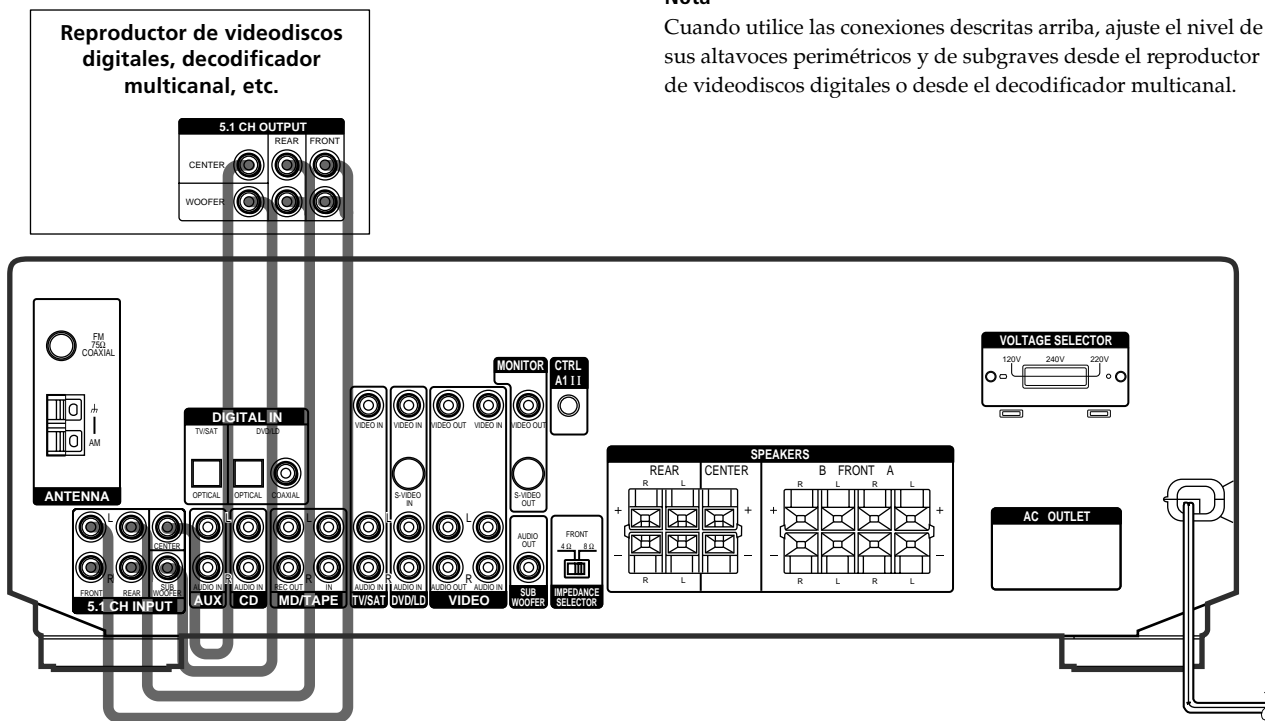 Nota
Cuando utilice las conexiones descritas arriba, ajuste el nivel de
sus altavoces perimétricos y de subgraves desde el reproductor
de videodiscos digitales o desde el decodificador multicanal.
Reproductor de videodiscos
digitales, decodificador
multicanal, etc.
5.1 CH OUTPUT
REAR FRONT
CENTER
WOOFER
FM
75Ω
COAXIAL
AM
ANTENNA
DIGITAL IN
TV/SAT DVD/LD
OPTICAL OPTICAL COAXIAL
MONITOR
CTRL
A1 II
VIDEO IN VIDEO IN VIDEO OUT VIDEO IN VIDEO OUT
S-VIDEO
IN
S-VIDEO
OUT
VOLTAGE SELECTOR
120V 240V 220V
SPEAKERS
REAR CENTER B FRONT A
R L R L R L
+ + + +
– – – –
R L R L R L
AC OUTLET
L L L L L
CENTER
R R R R R
FRONT REAR SUB
WOOFER
AUDIO IN AUDIO IN REC OUT IN AUDIO IN AUDIO IN AUDIO OUT AUDIO IN
AUDIO
OUT
FRONT
4Ω 8Ω
5.1 CH INPUT AUX CD MD/TAPE TV/SAT DVD/LD VIDEO
SUB
WOOFER
IMPEDANCE
SELECTOR